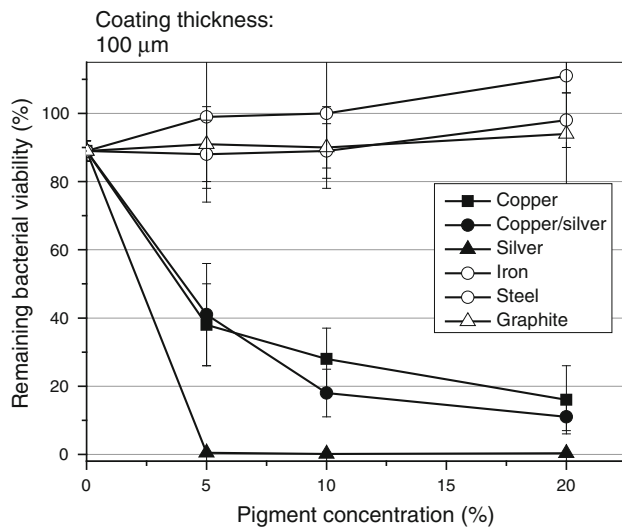 Coating thickness:
100 μm
Remaining bacterial viability (%)
100
80
60
40
20
0
Copper
Copper/silver
Silver
Iron
Steel
Graphite
0 5 10 15 20
Pigment concentration (%)